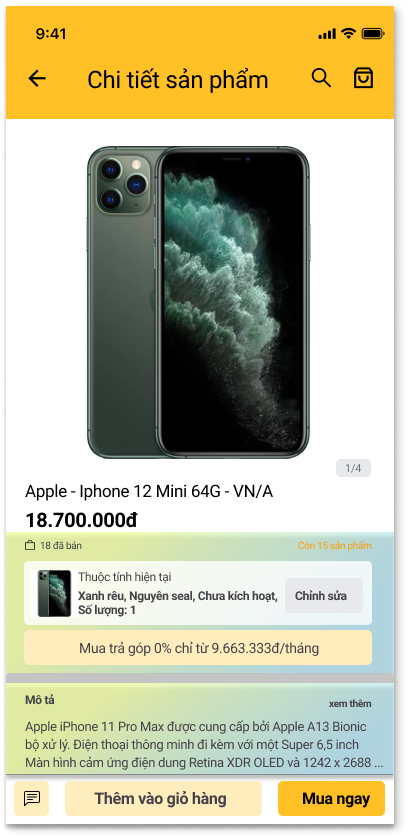 9:41
Chi tiết sản phẩm
1/4
Apple - Iphone 12 Mini 64G - VN/A
18.700.000đ
18 đã bán
Còn 15 sản phẩm
Thuộc tính hiện tại
Xanh rêu, Nguyên seal, Chưa kích hoạt,
Số lượng: 1
Chỉnh sửa
Mua trả góp 0% chỉ từ 9.663.333đ/tháng
Mô tả
xem thêm
Apple iPhone 11 Pro Max được cung cấp bởi Apple A13 Bionic
bộ xử lý. Điện thoại thông minh đi kèm với một Super 6,5 inch
Màn hình cảm ứng điện dung Retina XDR OLED và 1242 x 2688 ...
Thêm vào giỏ hàng
Mua ngay